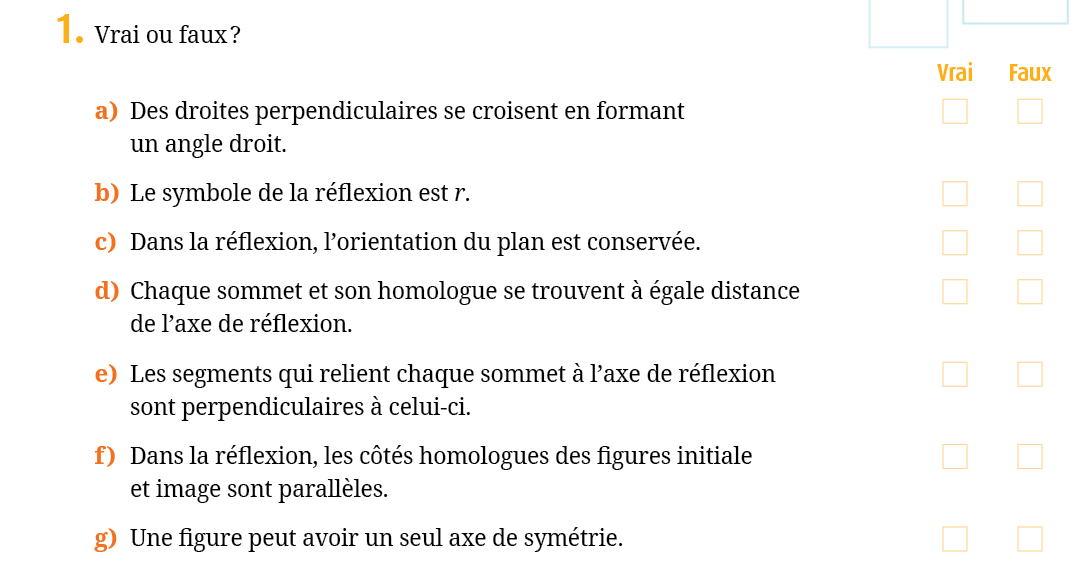 1. Vrai ou faux ?
Vrai Faux
a) Des droites perpendiculaires se croisent en formant
un angle droit.
b) Le symbole de la réflexion est r.
c) Dans la réflexion, l’orientation du plan est conservée.
d) Chaque sommet et son homologue se trouvent à égale distance
de l’axe de réflexion.
e) Les segments qui relient chaque sommet à l’axe de réflexion
sont perpendiculaires à celui-ci.
f) Dans la réflexion, les côtés homologues des figures initiale
et image sont parallèles.
g) Une figure peut avoir un seul axe de symétrie.